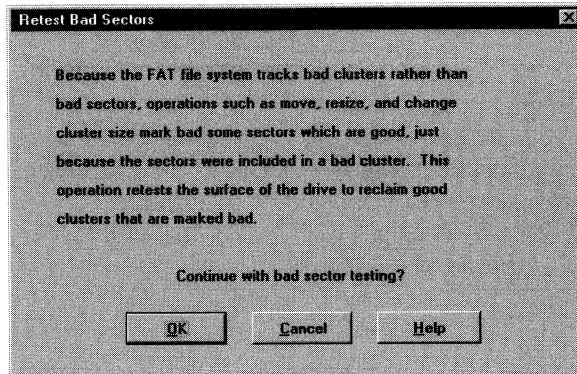 Retest Bad Sectors
Because the FAT file system tracks bad clusters rather than
bad sectors, operations such as move, resize, and change
cluster size mark bad some sectors which are good, just
because the sectors were included in a bad cluster. This
operation retests the surface of the drive to reclaim good
clusters that are marked bad.
Continue with bad sector testing?
OK Cancel Help